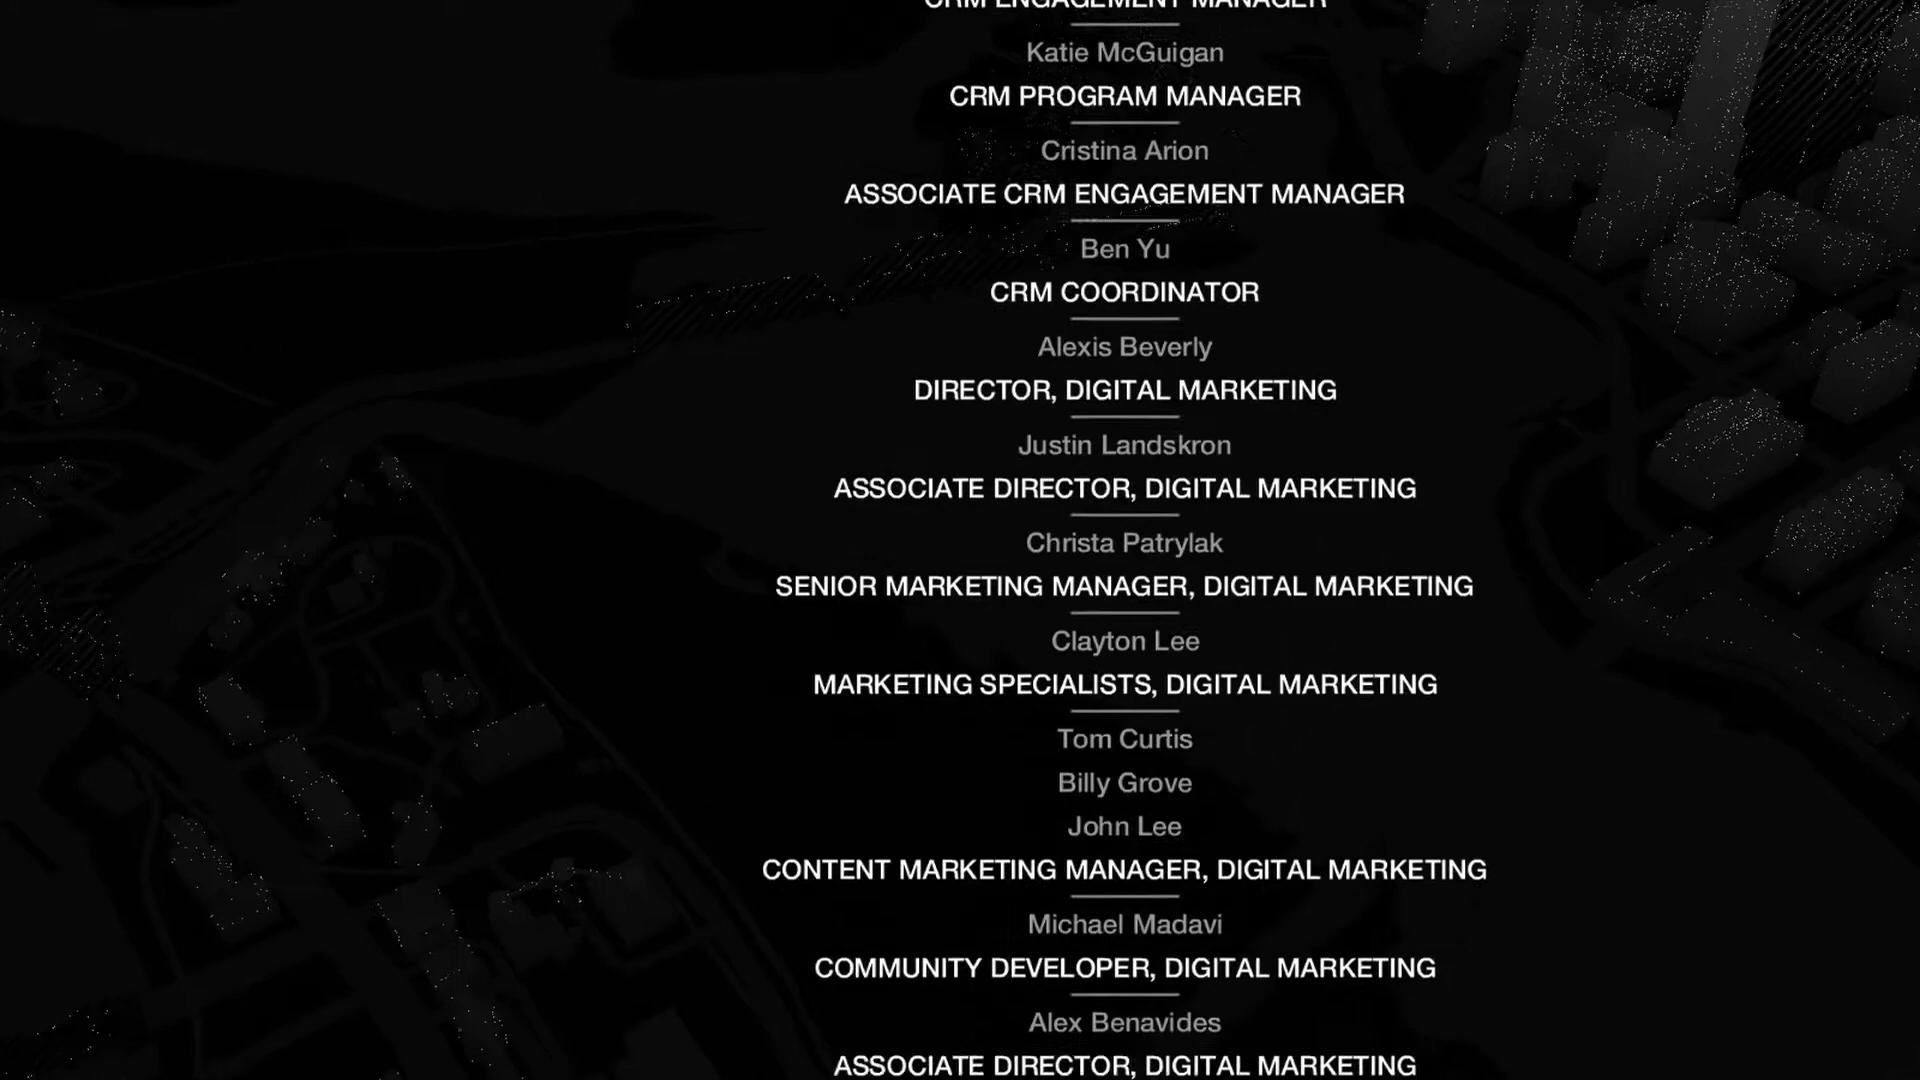 CRM ENGAGEMENT MANAGER
Katie McGuigan
CRM PROGRAM MANAGER
Cristina Arion
ASSOCIATE CRM ENGAGEMENT MANAGER
Ben Yu
CRM COORDINATOR
Alexis Beverly
DIRECTOR, DIGITAL MARKETING
Justin Landskron
ASSOCIATE DIRECTOR, DIGITAL MARKETING
Christa Patrylak
SENIOR MARKETING MANAGER, DIGITAL MARKETING
Clayton Lee
MARKETING SPECIALISTS, DIGITAL MARKETING
Tom Curtis
Billy Grove
John Lee
CONTENT MARKETING MANAGER, DIGITAL MARKETING
Michael Madavi
COMMUNITY DEVELOPER, DIGITAL MARKETING
Alex Benavides
ASSOCIATE DIRECTOR, DIGITAL MARKETING